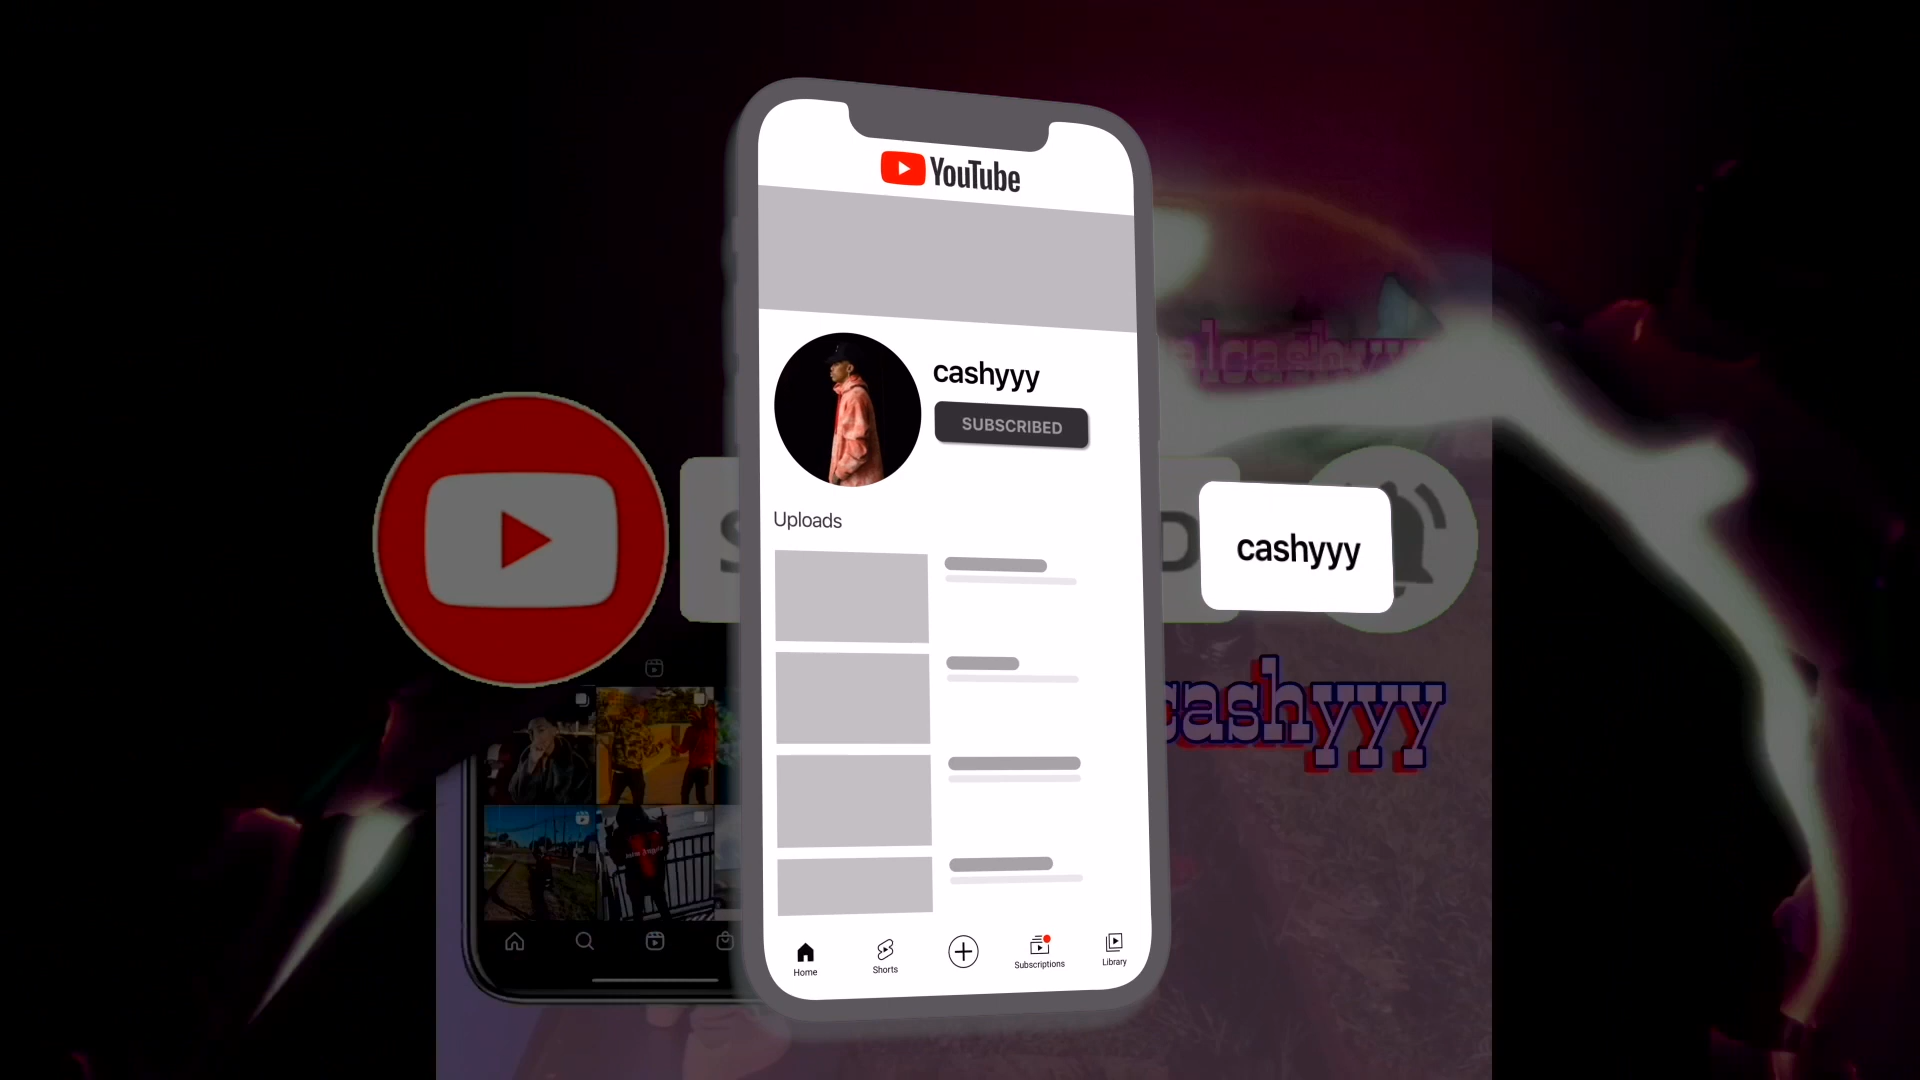 YouTube
cashyyy
SUBSCRIBED
Uploads
cashyyy
cashyyy
Home
Shorts
Subscriptions
Library